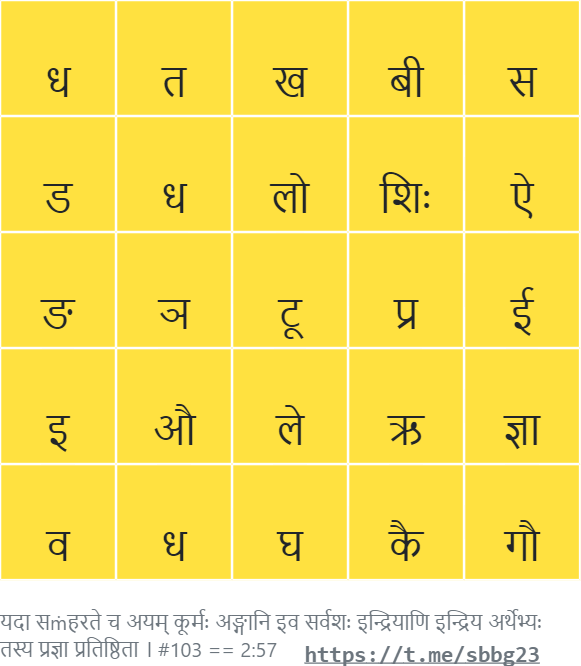 ध त ख बी स
ड ध लो शिः ऐ
ङ ञ टू प्र ई
इ औ ले ऋ ज्ञा
व ध घ कै गौ
यदा सṁहरते च अयम् कूर्मः अङ्गानि इव सर्वशः इन्द्रियाणि इन्द्रिय अर्थेभ्यः
तस्य प्रज्ञा प्रतिष्ठिता । #103 == 2:57 https://t.me/sbbg23